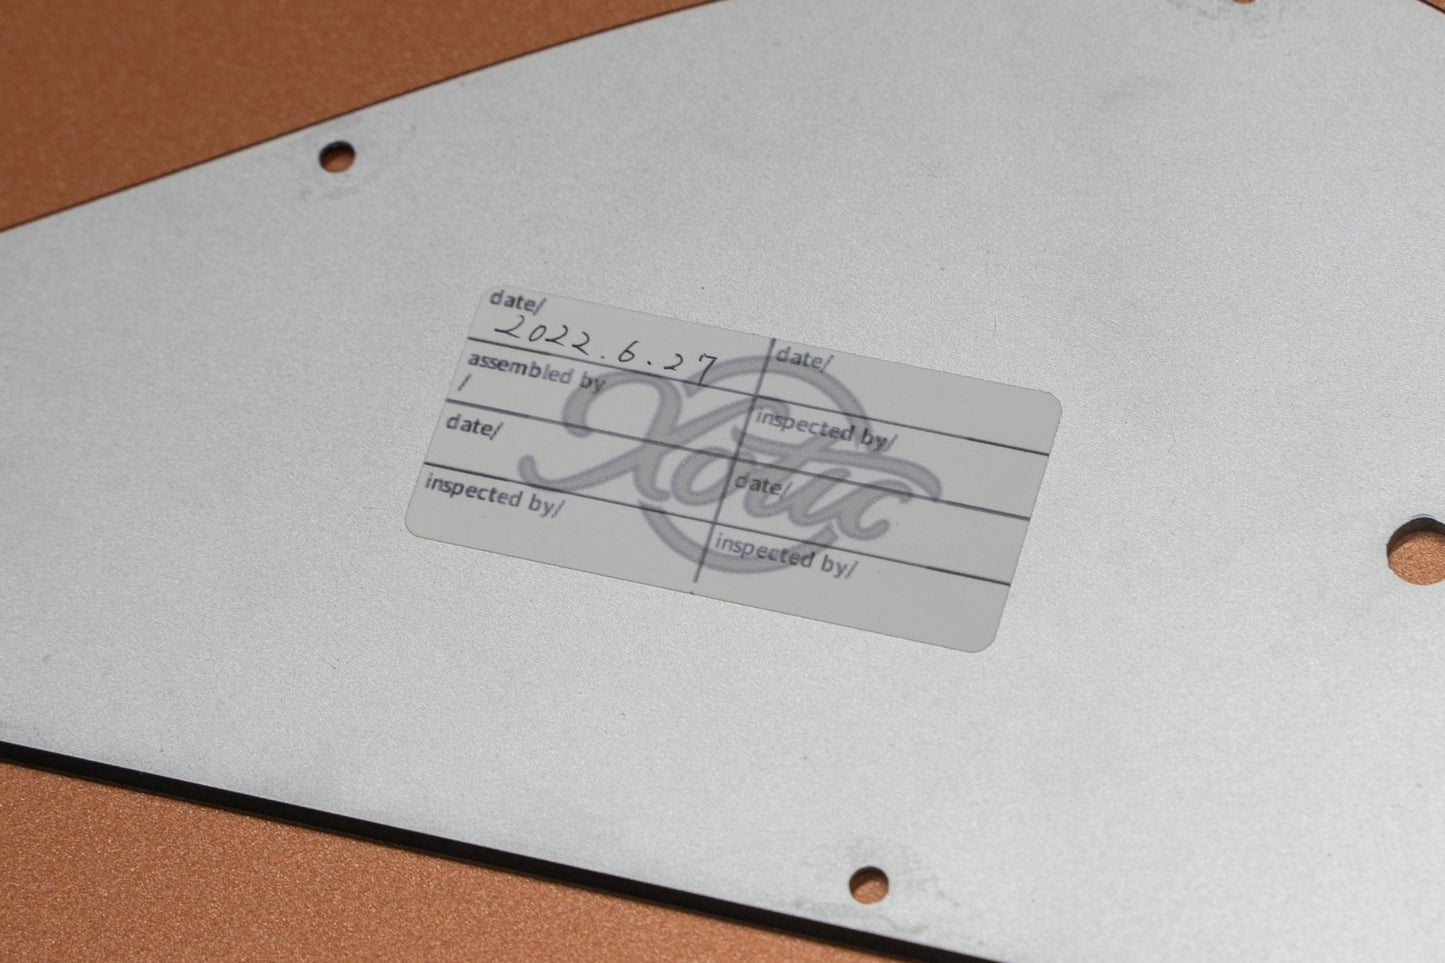 date/
2022.6.27
assembled by
/
date/
inspected by/
date/
inspected by/
date/
inspected by/
Xotic